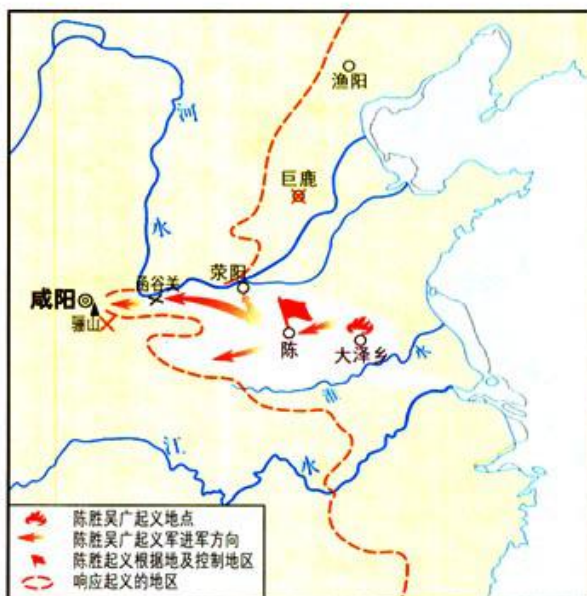 渔阳
河
巨鹿
水
荥阳
函谷关
咸阳
骊山
陈
大泽乡
水
淮
江
水
陈胜吴广起义地点
陈胜吴广起义军进军方向
陈胜起义根据地及控制地区
响应起义的地区